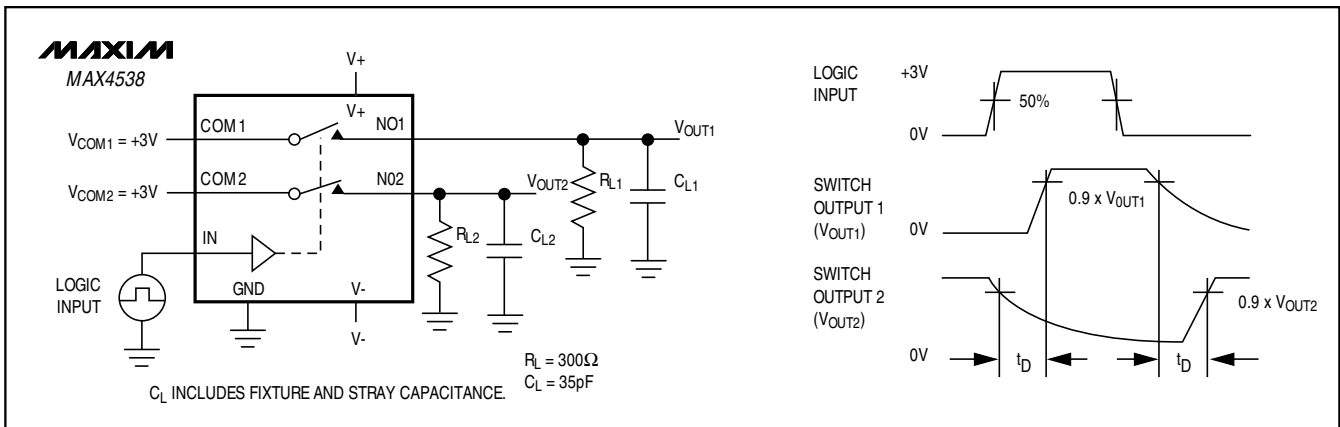 MAXIM
MAX4538
V+
V+
COM1
NO1
VCOM1 = +3V
VOUT1
COM2
N02
VCOM2 = +3V
VOUT2
RL1
CL1
IN
RL2
CL2
LOGIC
INPUT
GND
V-
V-
RL = 300Ω
CL = 35pF
CL INCLUDES FIXTURE AND STRAY CAPACITANCE.
LOGIC
INPUT
+3V
50%
0V
SWITCH
OUTPUT 1
(VOUT1)
0.9 x V0UT1
0V
SWITCH
OUTPUT 2
(VOUT2)
0.9 x VOUT2
0V
tD
tD